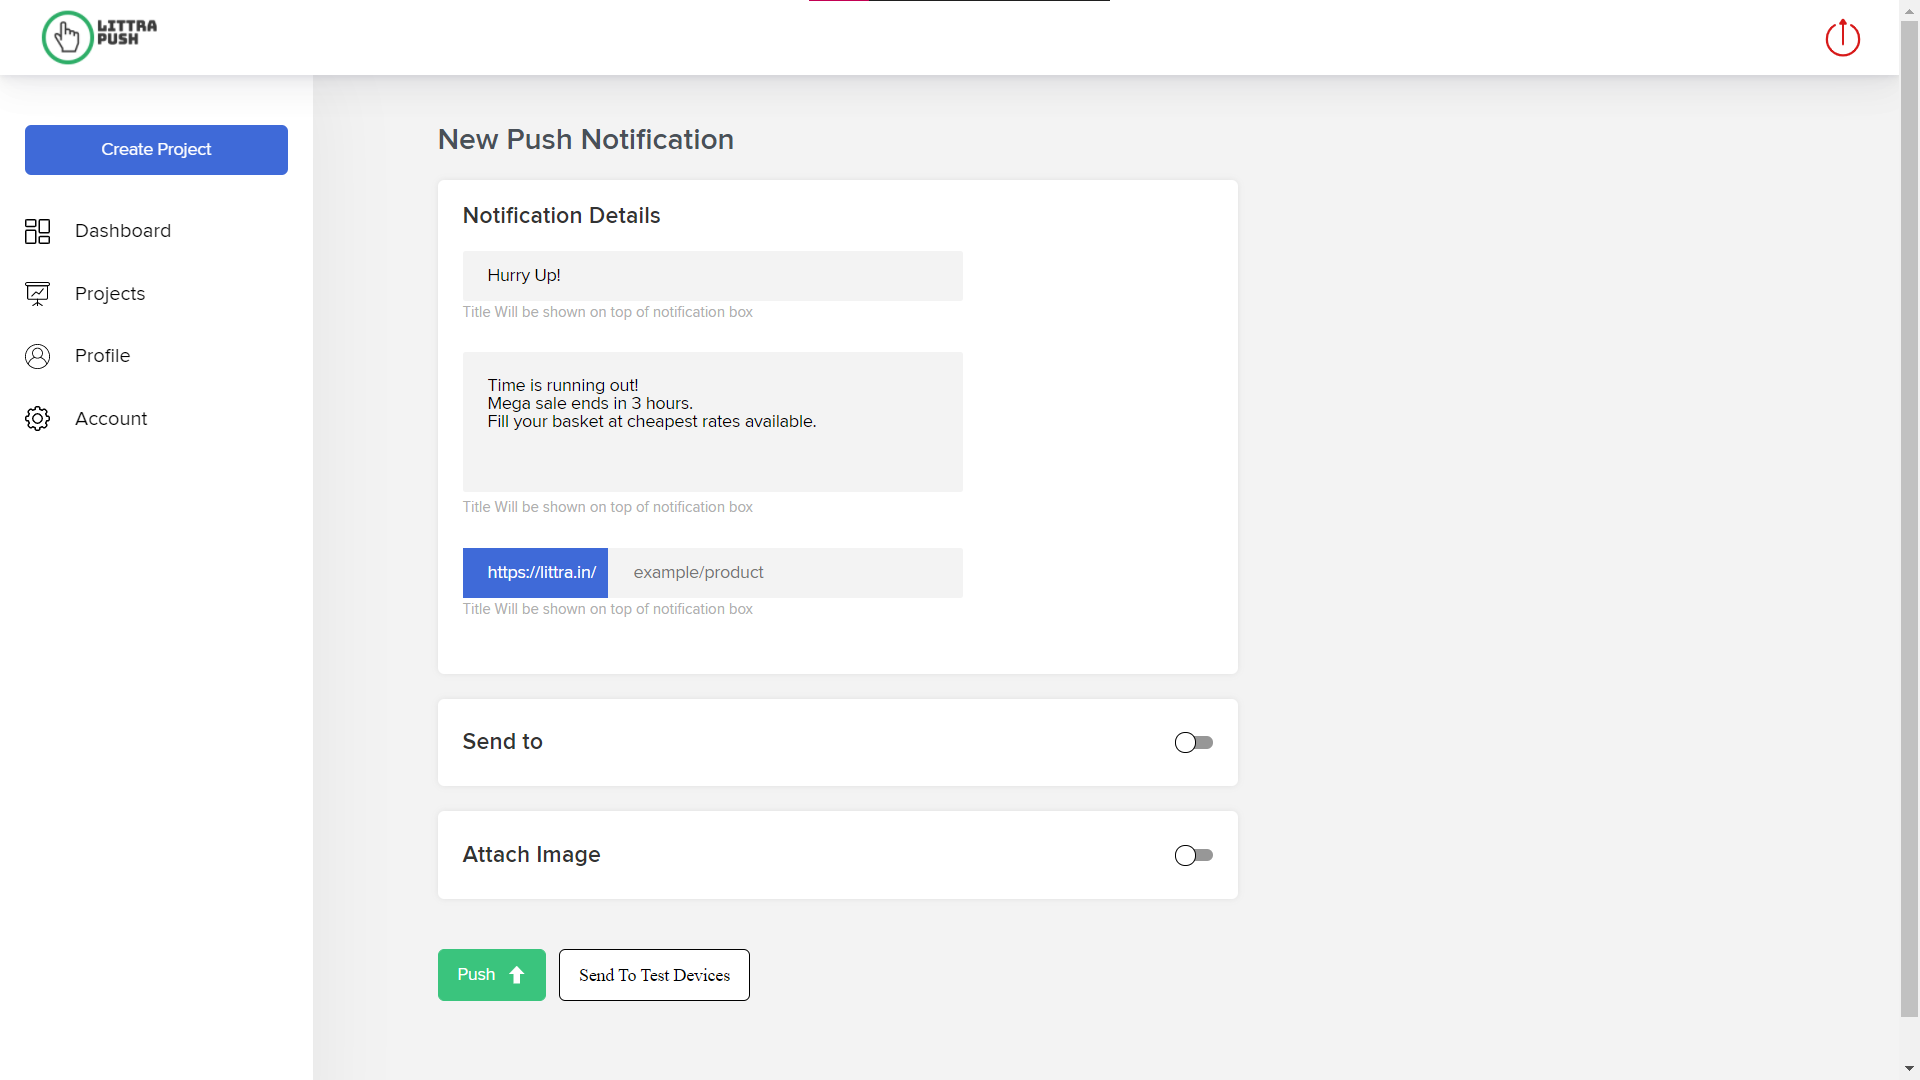 LITTRA
PUSH
Create Project
Dashboard
Projects
Profile
Account
New Push Notification
Notification Details
Hurry Up!
Title Will be shown on top of notification box
Time is running out!
Mega sale ends in 3 hours.
Fill your basket at cheapest rates available.
Title Will be shown on top of notification box
https://littra.in/ example/product
Title Will be shown on top of notification box
Send to
Attach Image
Push
Send To Test Devices